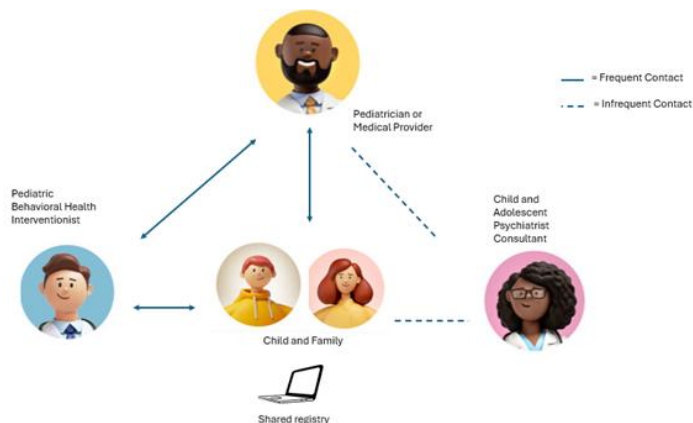 = Frequent Contact
= Infrequent Contact
Pediatrician or
Medical Provider
Pediatric
Behavioral Health
Interventionist
Child and
Adolescent
Psychiatrist
Consultant
Child and Family
Shared registry